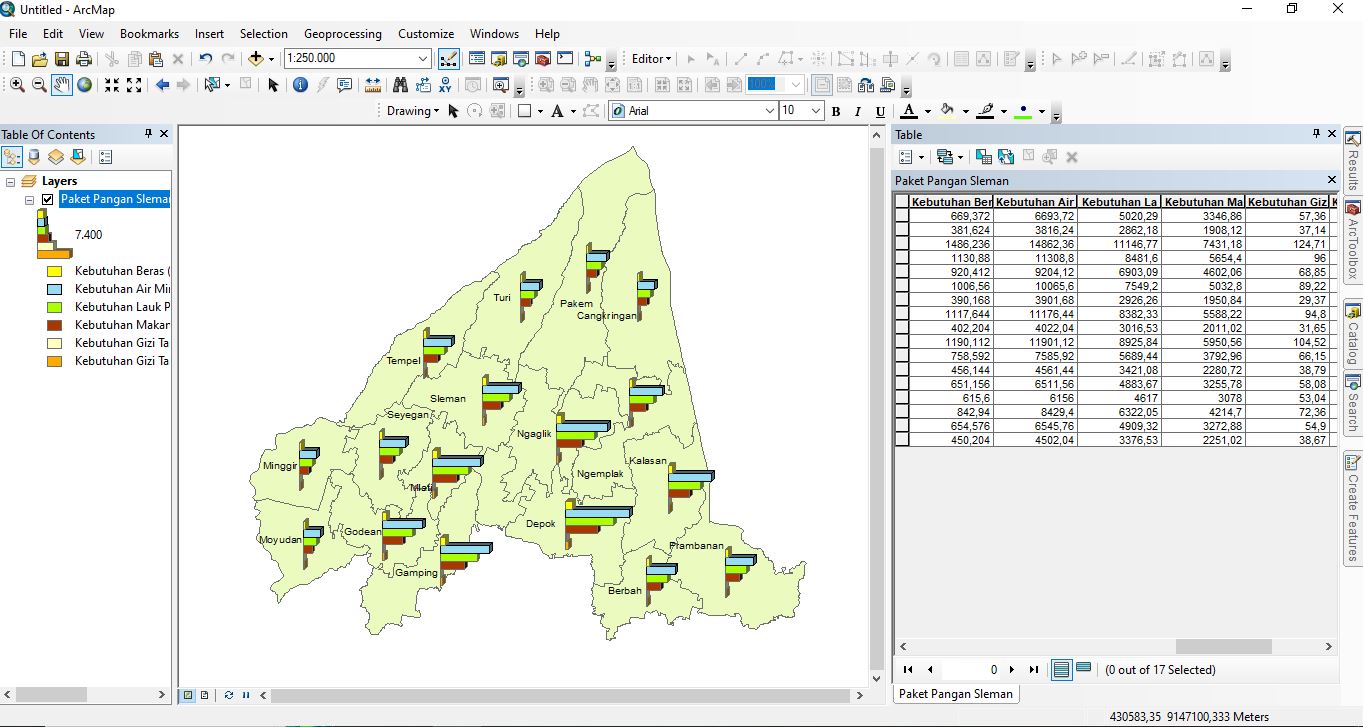 Untitled - ArcMap
File Edit View Bookmarks Insert Selection Geoprocessing Customize Windows Help
1:250.000 Editor
100%
Drawing A Arial 10 B I U A
Table Of Contents
Layers
Paket Pangan Sleman
7.400
Kebutuhan Beras (
Kebutuhan Air Mi
Kebutuhan Lauk P
Kebutuhan Makar
Kebutuhan Gizi Ta
Kebutuhan Gizi Ta
Turi
Pakem
Cangkringan
Tempel
Sleman
Seyegan
Ngaglik
Kalasan
Minggir
Ngemplak
Mlati
Depok
Godean
Moyudan
Prambanan
Gamping
Berbah
Table
Paket Pangan Sleman
Kebutuhan Ber Kebutuhan Air Kebutuhan La Kebutuhan Ma Kebutuhan Giz K
669,372 6693,72 5020,29 3346,86 57,36
381,624 3816,24 2862,18 1908,12 37,14
1486,236 14862,36 11146,77 7431,18 124,71
1130,88 11308,8 8481,6 5654,4 96
920,412 9204,12 6903,09 4602,06 68,85
1006,56 10065,6 7549,2 5032,8 89,22
390,168 3901,68 2926,26 1950,84 29,37
1117,644 11176,44 8382,33 5588,22 94,8
402,204 4022,04 3016,53 2011,02 31,65
1190,112 11901,12 8925,84 5950,56 104,52
758,592 7585,92 5689,44 3792,96 66,15
456,144 4561,44 3421,08 2280,72 38,79
651,156 6511,56 4883,67 3255,78 58,08
615,6 6156 4617 3078 53,04
842,94 8429,4 6322,05 4214,7 72,36
654,576 6545,76 4909,32 3272,88 54,9
450,204 4502,04 3376,53 2251,02 38,67
0 (0 out of 17 Selected)
Paket Pangan Sleman
Results
ArcToolbox
Catalog
Search
Create Features
430583,35 9147100,333 Meters